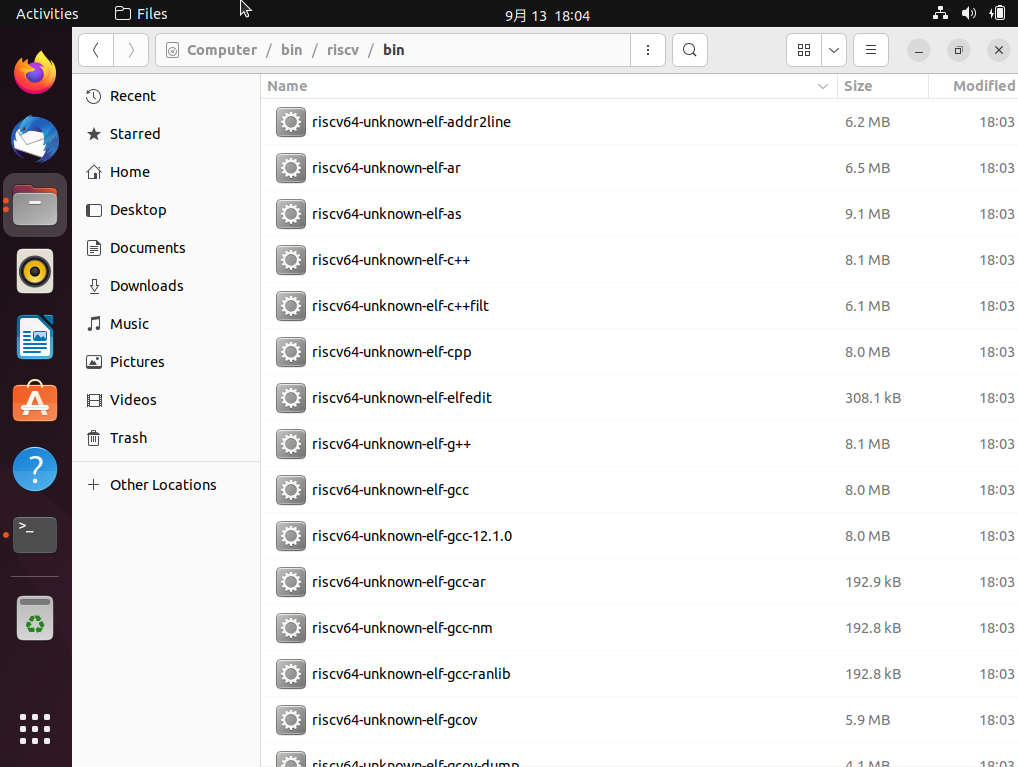 Activities Files 9月 13 18:04
Computer / bin / riscv / bin
Name Size Modified
Recent
Starred
Home
Desktop
Documents
Downloads
Music
Pictures
Videos
Trash
Other Locations
riscv64-unknown-elf-addr2line 6.2 MB 18:03
riscv64-unknown-elf-ar 6.5 MB 18:03
riscv64-unknown-elf-as 9.1 MB 18:03
riscv64-unknown-elf-c++ 8.1 MB 18:03
riscv64-unknown-elf-c++filt 6.1 MB 18:03
riscv64-unknown-elf-cpp 8.0 MB 18:03
riscv64-unknown-elf-elfedit 308.1 kB 18:03
riscv64-unknown-elf-g++ 8.1 MB 18:03
riscv64-unknown-elf-gcc 8.0 MB 18:03
riscv64-unknown-elf-gcc-12.1.0 8.0 MB 18:03
riscv64-unknown-elf-gcc-ar 192.9 kB 18:03
riscv64-unknown-elf-gcc-nm 192.8 kB 18:03
riscv64-unknown-elf-gcc-ranlib 192.8 kB 18:03
riscv64-unknown-elf-gcov 5.9 MB 18:03
riscv64-unknown-elf-gcov-dump 4.1 MB 18:03